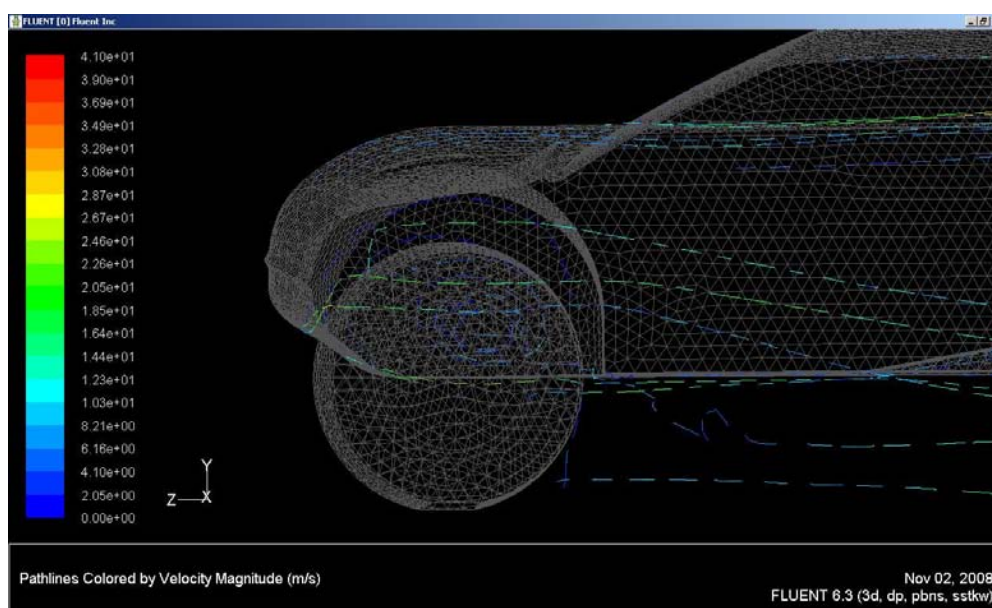 FLUENT [0] Fluent Inc
4.10e+01
3.90e+01
3.69e+01
3.49e+01
3.28e+01
3.08e+01
2.87e+01
2.67e+01
2.46e+01
2.26e+01
2.05e+01
1.85e+01
1.64e+01
1.44e+01
1.23e+01
1.03e+01
8.21e+00
6.16e+00
4.10e+00
2.05e+00
0.00e+00
Y
Z
X
Pathlines Colored by Velocity Magnitude (m/s)
Nov 02, 2008
FLUENT 6.3 (3d, dp, pbns, sstkw)